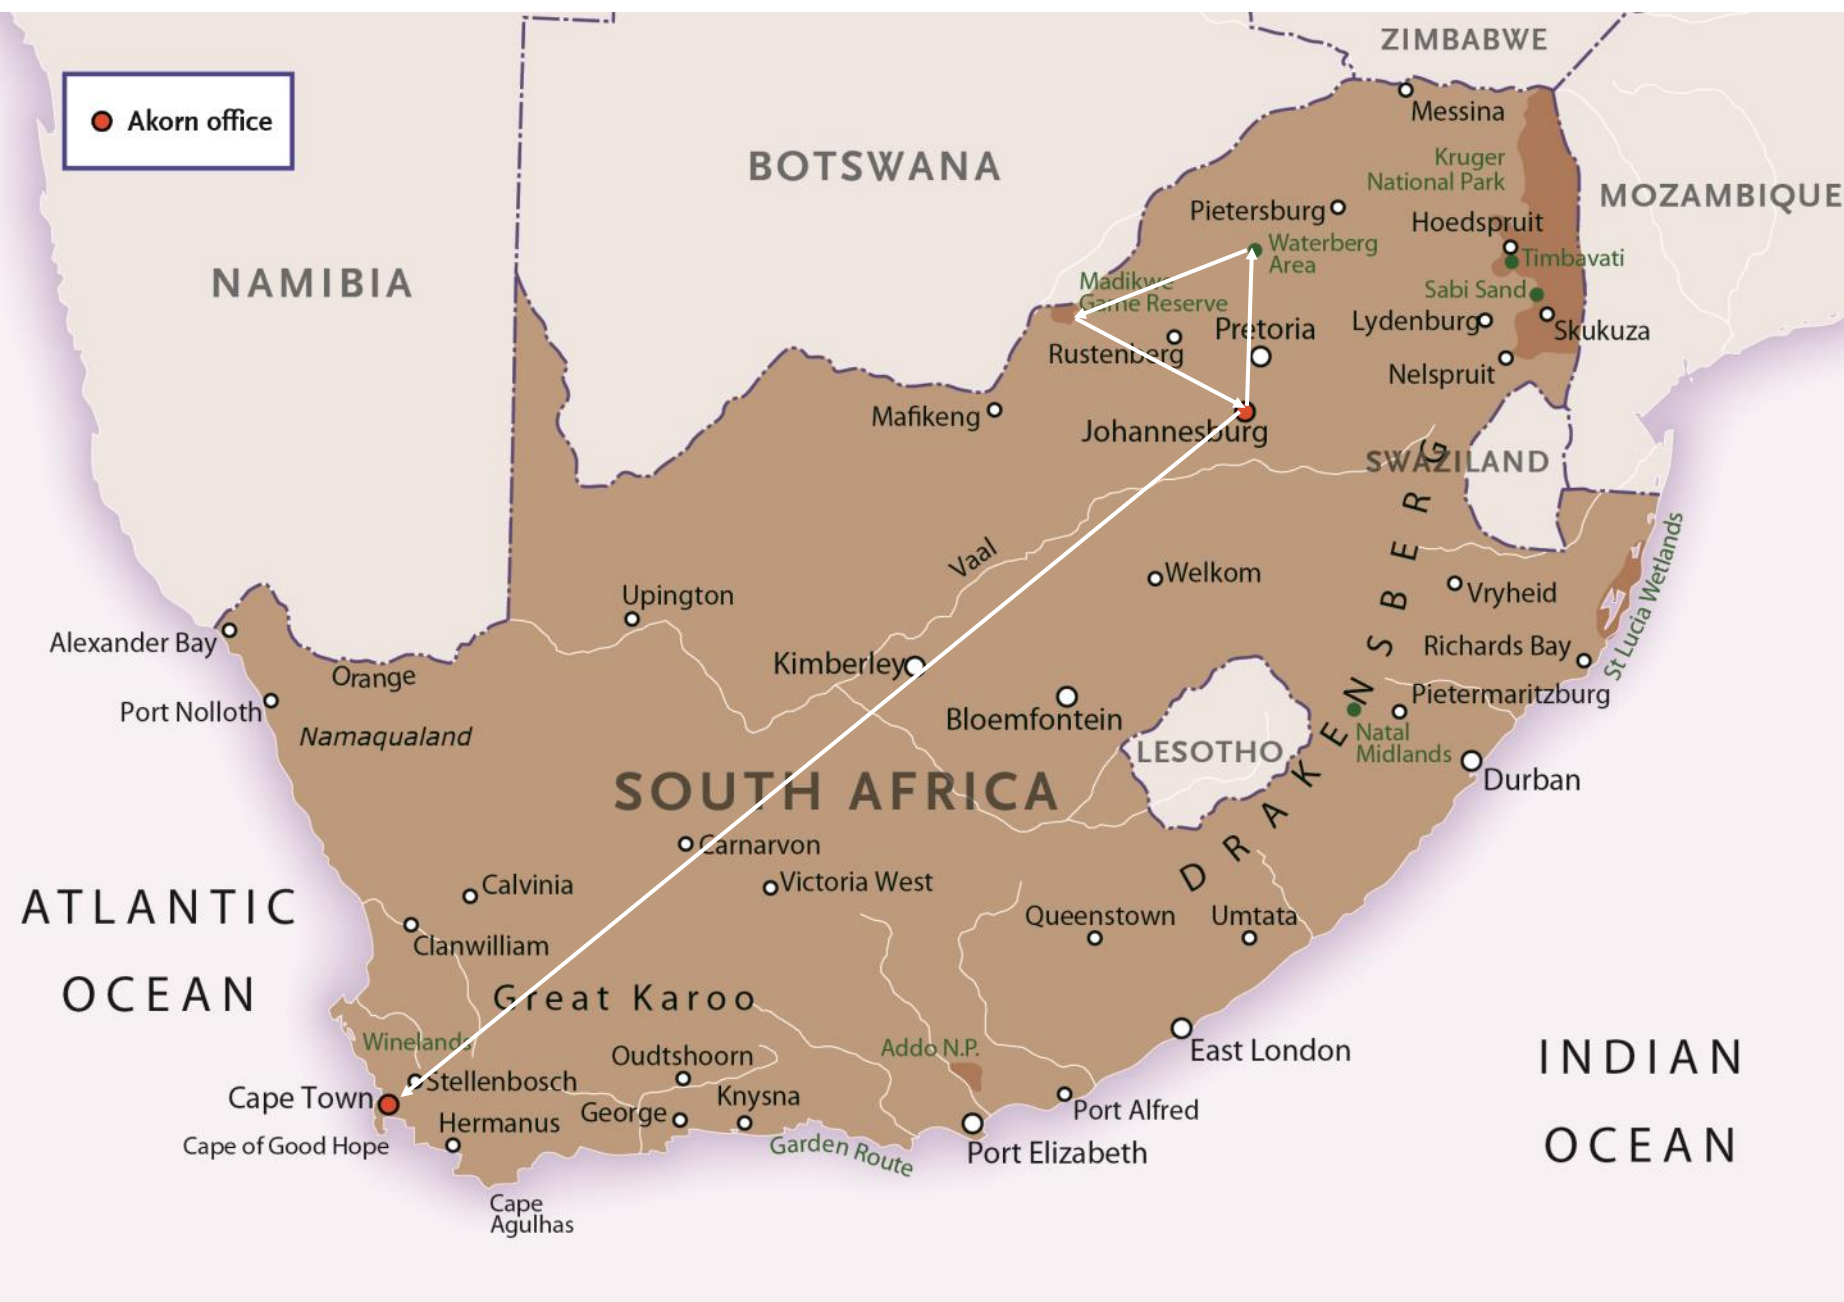 ZIMBABWE
Akorn office
Messina
BOTSWANA
Kruger
National Park
MOZAMBIQUE
Pietersburg
Hoedspruit
Waterberg
Area
Timbavati
NAMIBIA
Madikwe
Game Reserve
Sabi Sand
Pretoria
Lydenburg
Skukuza
Rustenberg
Nelspruit
Mafikeng
Johannesburg
SWAZILAND
Vaal
Welkom
Upington
Vryheid
St Lucia Wetlands
Alexander Bay
Richards Bay
Kimberley
Orange
Pietermaritzburg
Port Nolloth
Bloemfontein
Namaqualand
Natal
Midlands
LESOTHO
DRAKENSBERG
Durban
SOUTH AFRICA
Carnarvon
Calvinia
Victoria West
ATLANTIC
OCEAN
Queenstown
Umtata
Clanwilliam
Great Karoo
Winelands
Oudtshoorn
Addo N.P.
East London
INDIAN
OCEAN
Stellenbosch
Cape Town
Knysna
Hermanus
George
Port Alfred
Cape of Good Hope
Garden Route
Port Elizabeth
Cape
Agulhas